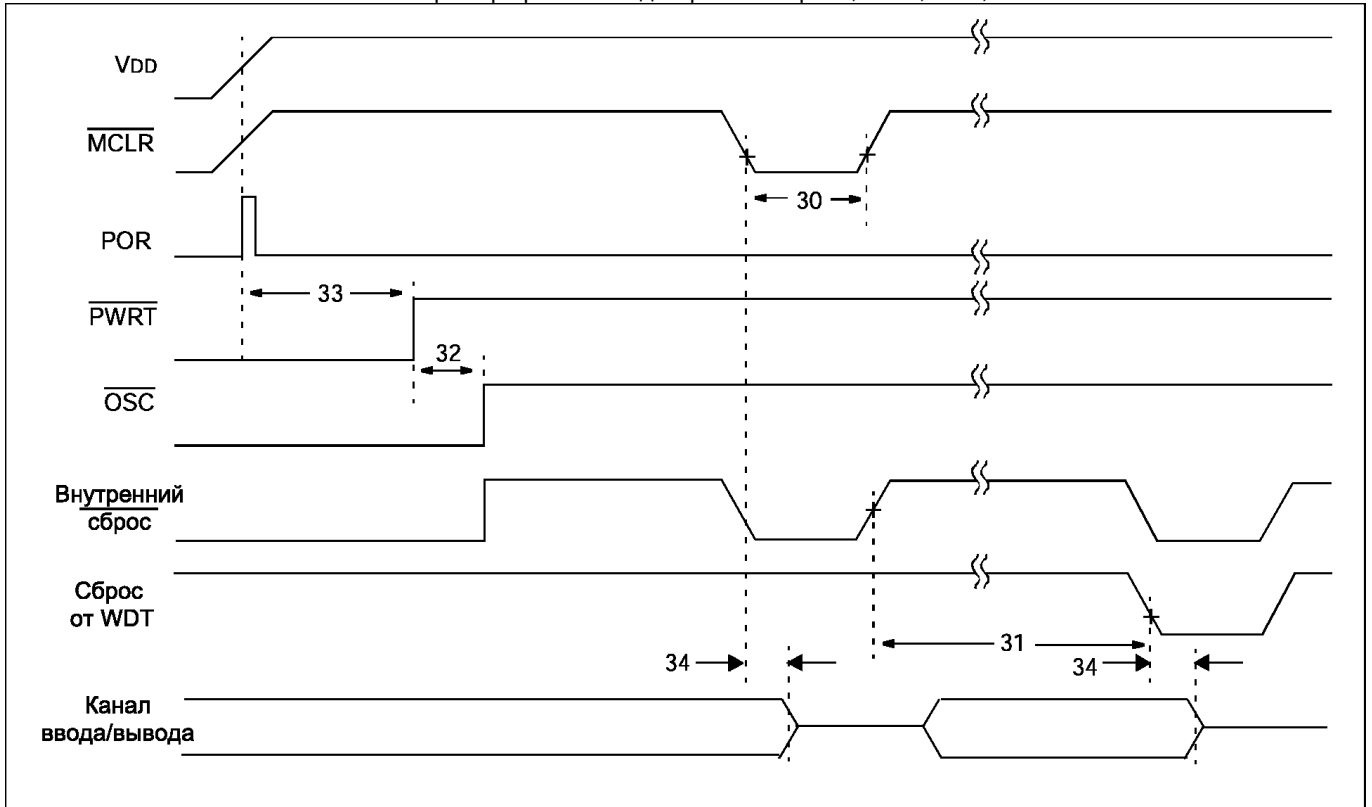 VDD
MCLR
30
POR
33
PWRT
32
OSC
Внутренний
сброс
Сброс
от WDT
31
34
34
Канал
ввода/вывода